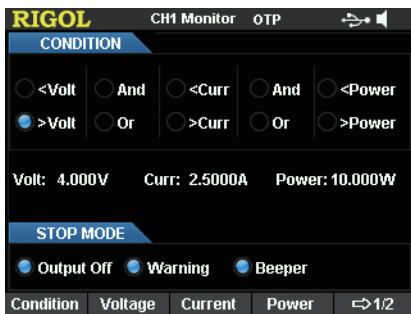 RIGOL CH1 Monitor OTP
CONDITION
<Volt And <Curr And <Power
>Volt Or >Curr Or >Power
Volt: 4.000V Curr: 2.5000A Power: 10.000W
STOP MODE
Output Off Warning Beeper
Condition Voltage Current Power ⇨1/2